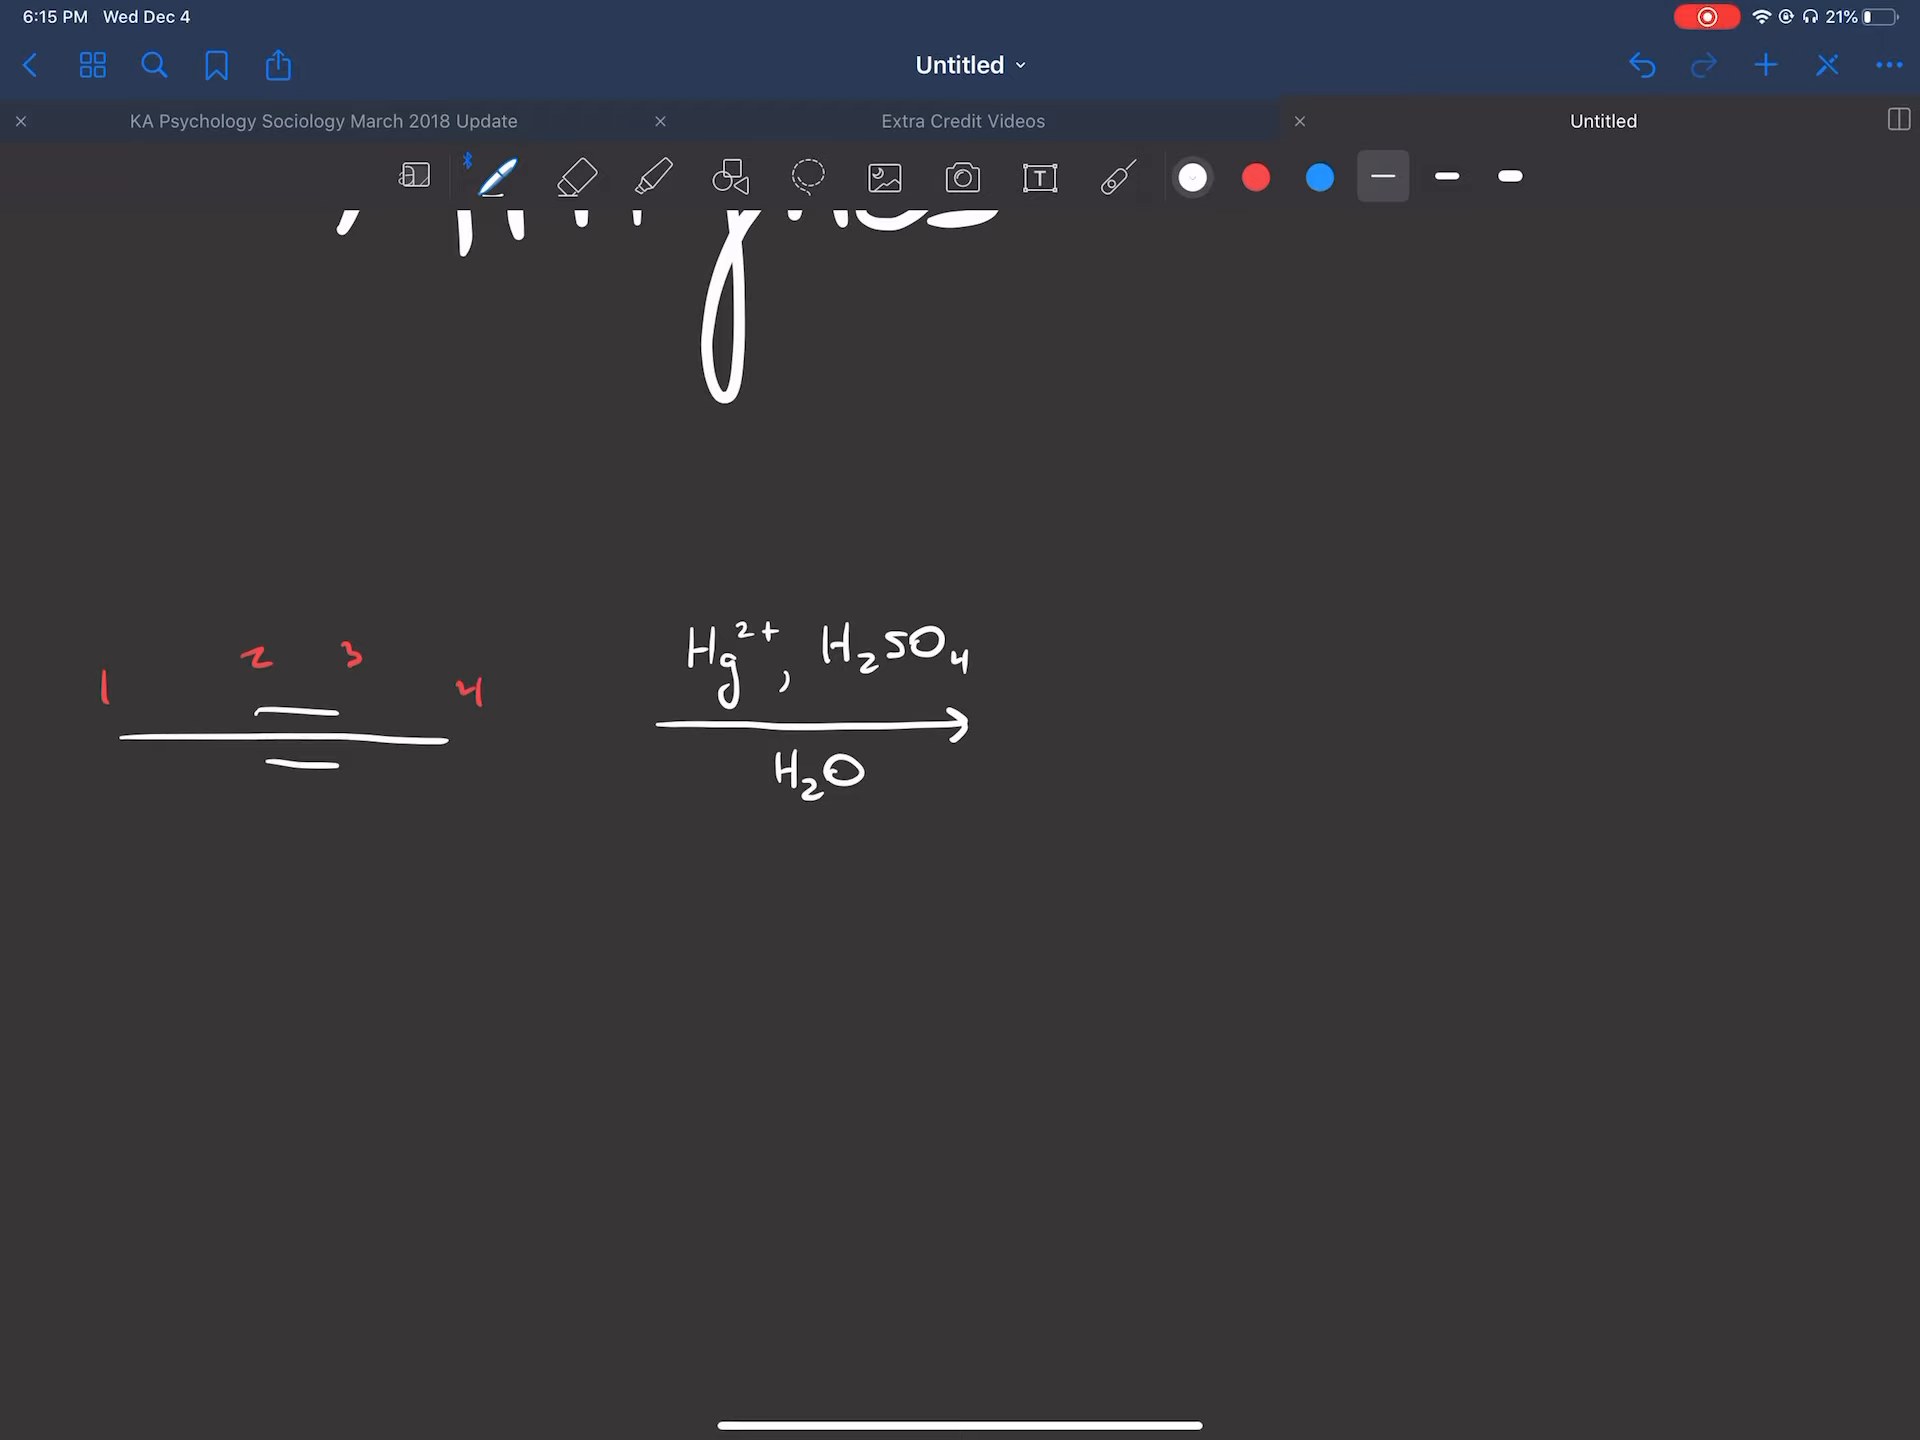 6:15 PM Wed Dec 4
21%
Untitled
KA Psychology Sociology March 2018 Update
Extra Credit Videos
Untitled
T
1 2 3 4
Hg²⁺, H₂SO₄
H₂O